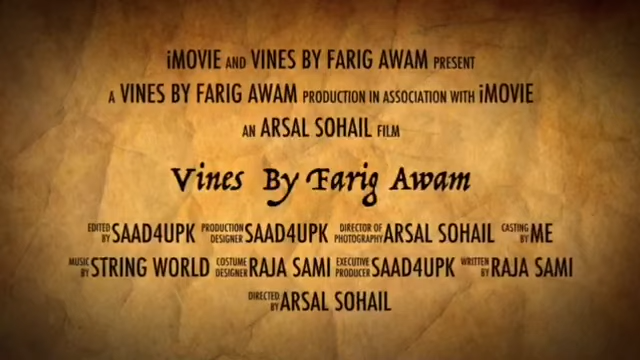 iMOVIE AND VINES BY FARIG AWAM PRESENT
A VINES BY FARIG AWAM PRODUCTION IN ASSOCIATION WITH iMOVIE
AN ARSAL SOHAIL FILM
Vines By Farig Awam
EDITED BY SAAD4UPK PRODUCTION DESIGNER SAAD4UPK DIRECTOR OF PHOTOGRAPHY ARSAL SOHAIL CASTING BY ME
MUSIC BY STRING WORLD COSTUME DESIGNER RAJA SAMI EXECUTIVE PRODUCER SAAD4UPK WRITTEN BY RAJA SAMI
DIRECTED BY ARSAL SOHAIL